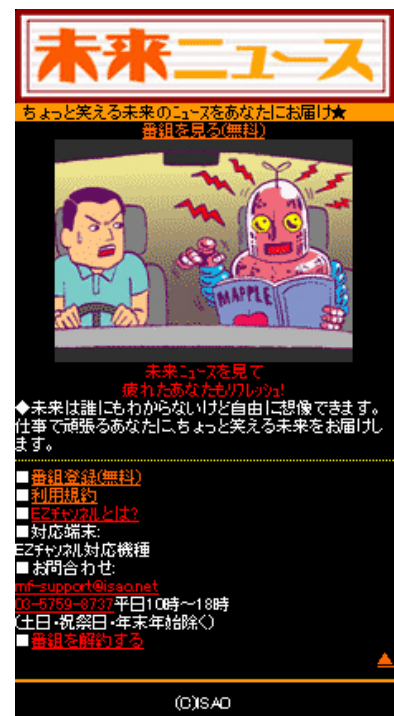 未来ニュース
ちょっと笑える未来のニュースをあなたにお届け★
番組を見る(無料)
MAPPLE
未来ニュースを見て
疲れたあなたもリフレッシュ!
◆未来は誰にもわからないけど自由に想像できます。
仕事で頑張るあなたに、ちょっと笑える未来をお届けし
ます。
■番組登録(無料)
■利用規約
■EZチャンネルとは?
■対応端末:
EZチャンネル対応機種
■お問合わせ:
mf-support@isao.net
03-5759-8737平日10時~18時
(土日・祝祭日・年末年始除く)
■番組を解約する
▲
(C)ISAO